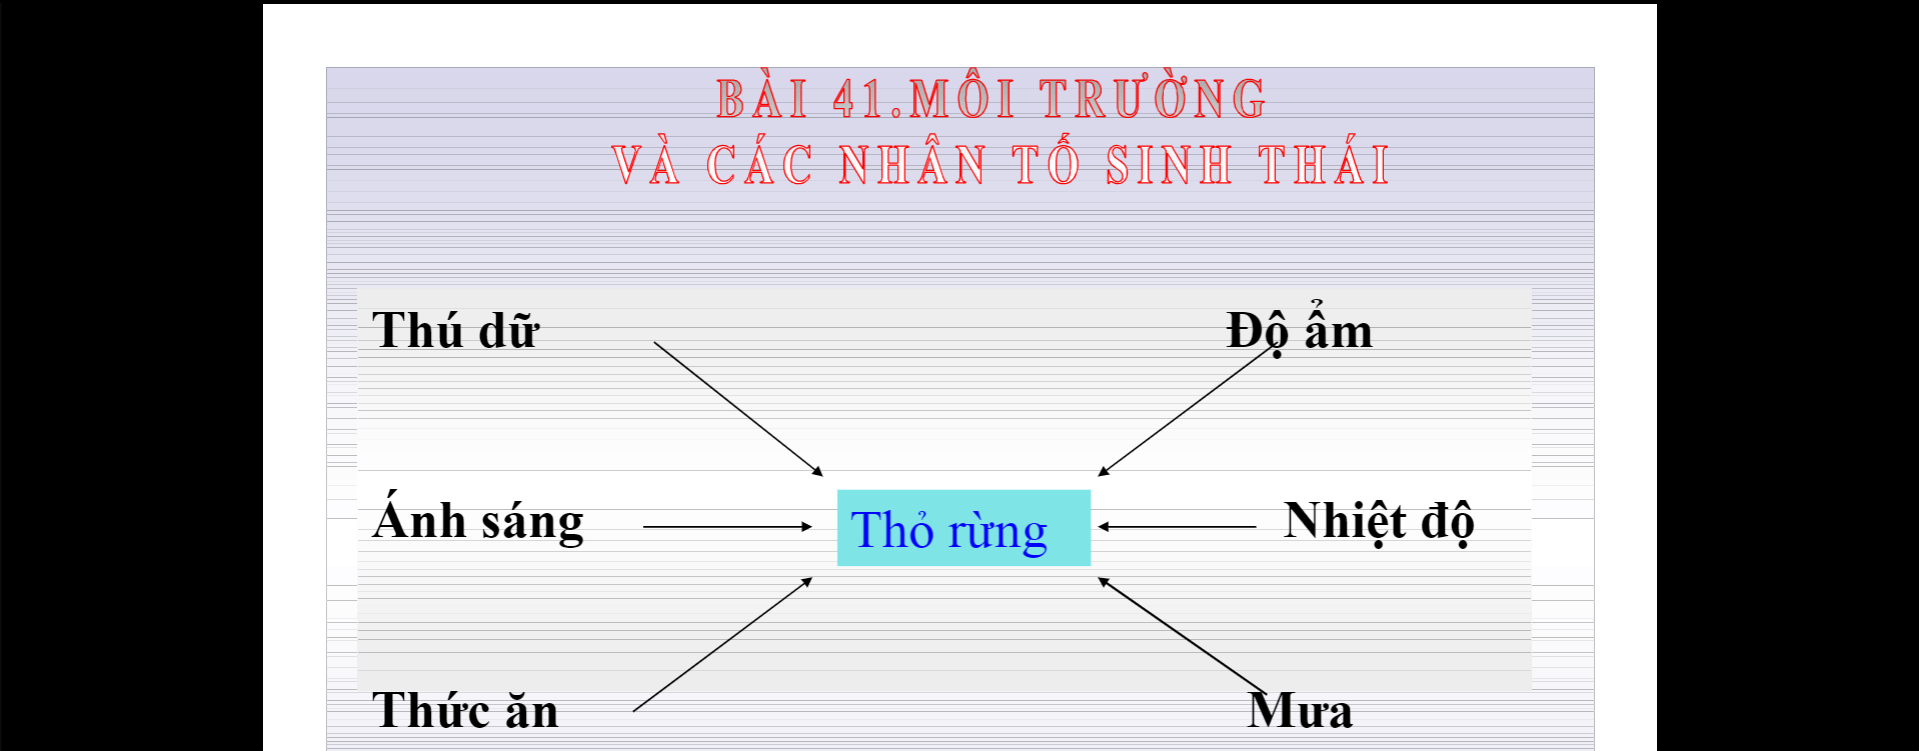 BÀI 41.MÔI TRƯỜNG
VÀ CÁC NHÂN TỐ SINH THÁI
Thú dữ
Độ ẩm
Ánh sáng
Thỏ rừng
Nhiệt độ
Thức ăn
Mưa